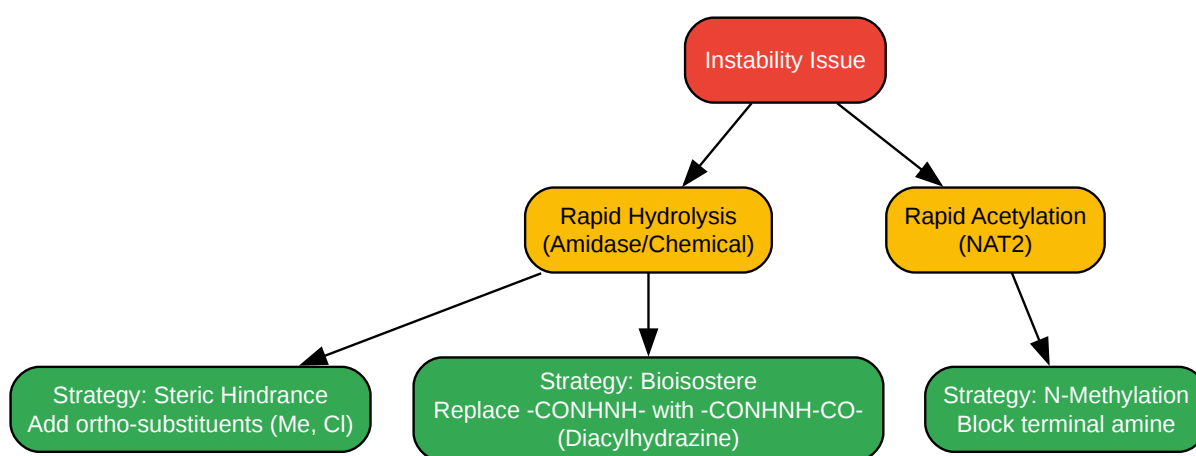 Instability Issue
Rapid Hydrolysis
(Amidase/Chemical)
Rapid Acetylation
(NAT2)
Strategy: Steric Hindrance
Add ortho-substituents (Me, Cl)
Strategy: Bioisostere
Replace -CONHNH- with -CONHNH-CO-
(Diacylhydrazine)
Strategy: N-Methylation
Block terminal amine